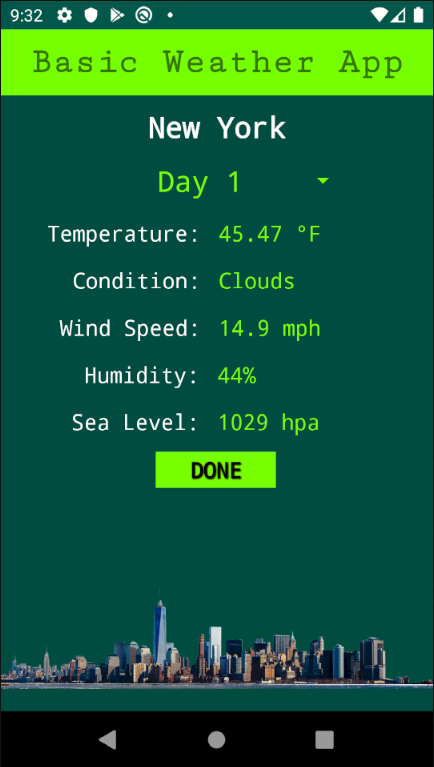 9:32
Basic Weather App
New York
Day 1
Temperature: 45.47 °F
Condition: Clouds
Wind Speed: 14.9 mph
Humidity: 44%
Sea Level: 1029 hpa
DONE